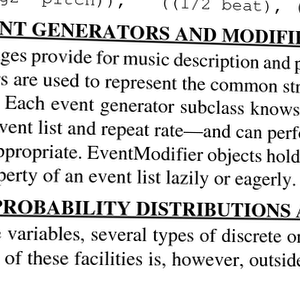 pitch)),    ((1/2 beat), (
NT GENERATORS AND MODIFI
ges provide for music description and p
s are used to represent the common str
Each event generator subclass knows
vent list and repeat rate—and can perf
ppropriate. EventModifier objects hold
perty of an event list lazily or eagerly.
PROBABILITY DISTRIBUTIONS
variables, several types of discrete or
of these facilities is, however, outside